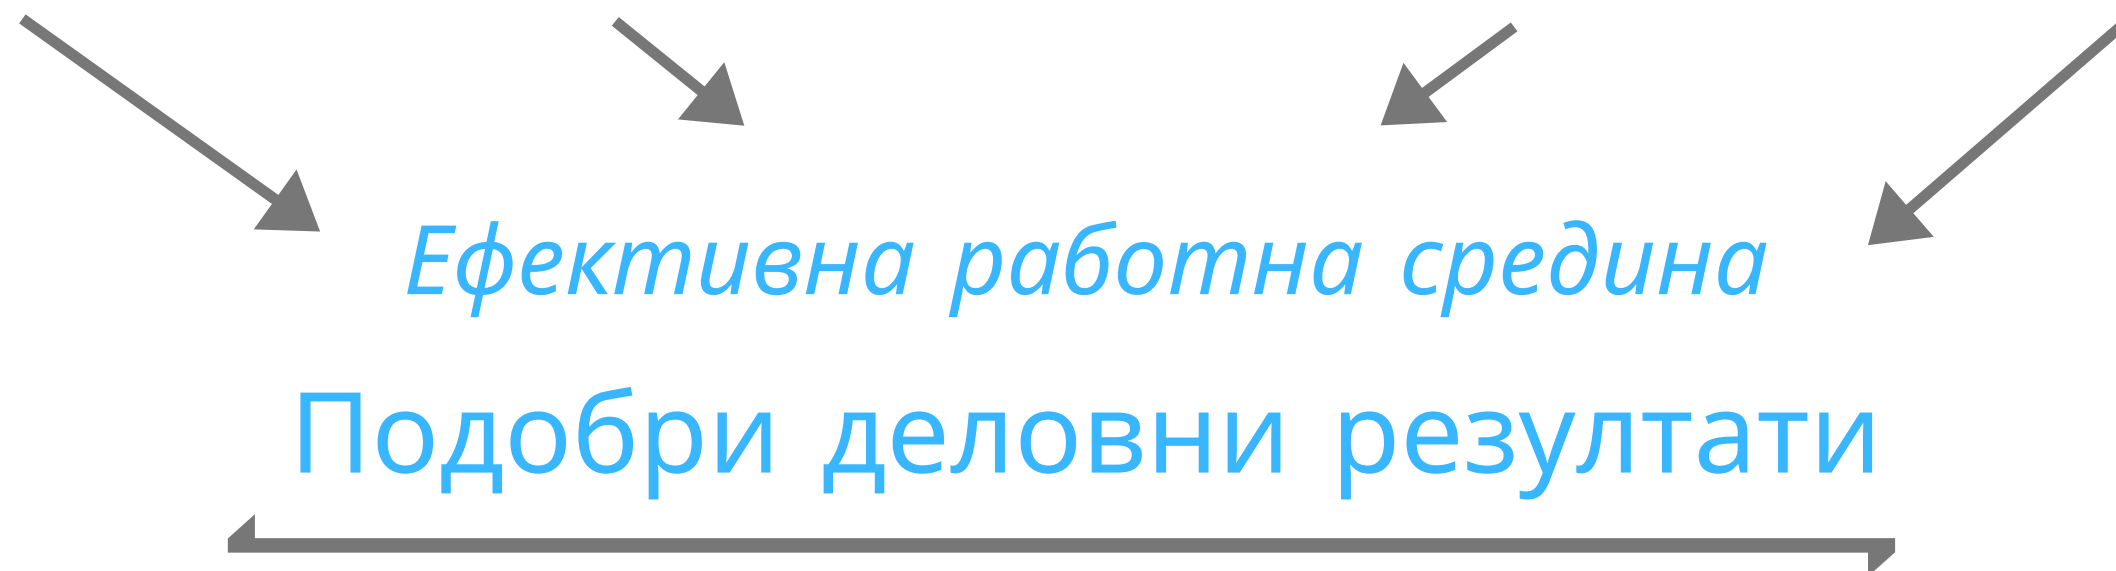 Ефективна работна средина
Подобри деловни резултати